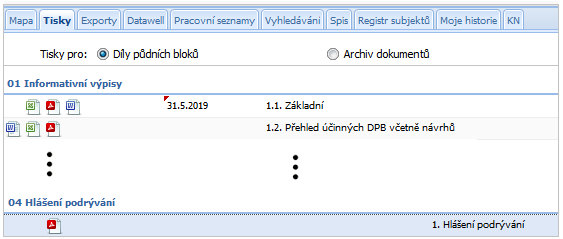 Mapa Tisky Exporty Datawell Pracovní seznamy Vyhledávání Spis Registr subjektů Moje historie KN
Tisky pro: Díly půdních bloků Archiv dokumentů
01 Informativní výpisy
31.5.2019 1.1. Základní
1.2. Přehled účinných DPB včetně návrhů
04 Hlášení podrývání
1. Hlášení podrývání